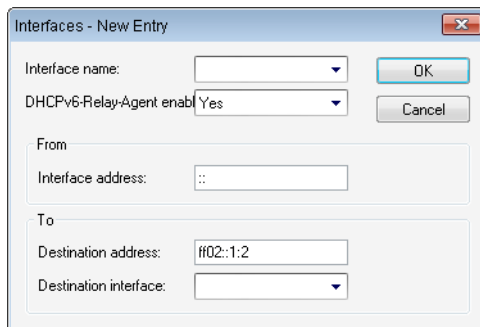 Interfaces - New Entry
Interface name:
OK
DHCPv6-Relay-Agent enabl Yes
Cancel
From
Interface address: ::
To
Destination address: ff02::1:2
Destination interface: